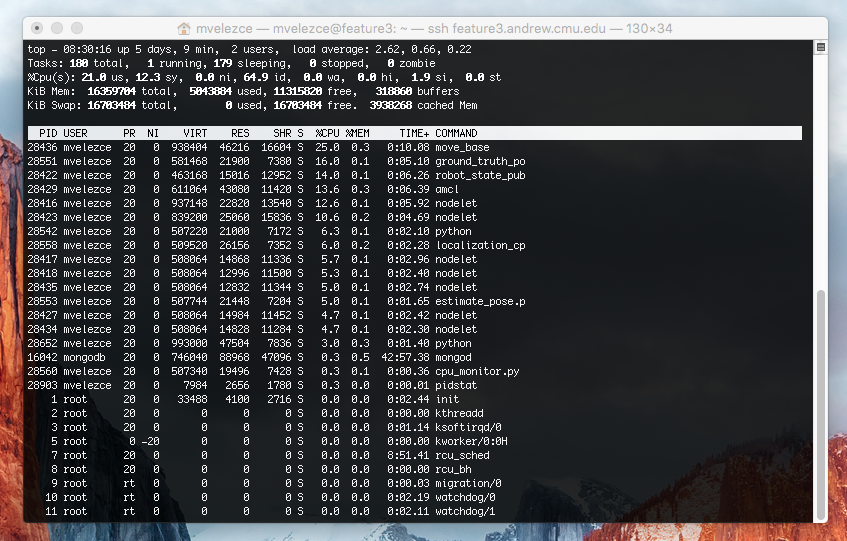 mvelezce — mvelezce@feature3: ~ — ssh feature3.andrew.cmu.edu — 130×34
top - 08:30:16 up 5 days, 9 min,  2 users,  load average: 2.62, 0.66, 0.22
Tasks: 180 total,   1 running, 179 sleeping,   0 stopped,   0 zombie
%Cpu(s): 21.0 us, 12.3 sy,  0.0 ni, 64.9 id,  0.0 wa,  0.0 hi,  1.9 si,  0.0 st
KiB Mem:  16359704 total,  5043884 used, 11315820 free,   318860 buffers
KiB Swap: 16703484 total,        0 used, 16703484 free.  3938268 cached Mem
PID USER PR NI VIRT RES SHR S %CPU %MEM TIME+ COMMAND
28436 mvelezce 20 0 938404 46216 16604 S 25.0 0.3 0:10.08 move_base
28551 mvelezce 20 0 581468 21900 7380 S 16.0 0.1 0:05.10 ground_truth_po
28422 mvelezce 20 0 463168 15016 12952 S 14.0 0.1 0:06.26 robot_state_pub
28429 mvelezce 20 0 611064 43080 11420 S 13.6 0.3 0:06.39 amcl
28416 mvelezce 20 0 937148 22820 13540 S 12.6 0.1 0:05.92 nodelet
28423 mvelezce 20 0 839200 25060 15836 S 10.6 0.2 0:04.69 nodelet
28542 mvelezce 20 0 507220 21000 7172 S 6.3 0.1 0:02.10 python
28558 mvelezce 20 0 509520 26156 7352 S 6.0 0.2 0:02.28 localization_cp
28417 mvelezce 20 0 508064 14868 11336 S 5.7 0.1 0:02.96 nodelet
28418 mvelezce 20 0 508064 12996 11500 S 5.3 0.1 0:02.40 nodelet
28435 mvelezce 20 0 508064 12832 11344 S 5.0 0.1 0:02.74 nodelet
28553 mvelezce 20 0 507744 21448 7204 S 5.0 0.1 0:01.65 estimate_pose.p
28427 mvelezce 20 0 508064 14984 11452 S 4.7 0.1 0:02.42 nodelet
28434 mvelezce 20 0 508064 14828 11284 S 4.7 0.1 0:02.30 nodelet
28559 mvelezce 20 0 993000 47504 7836 S 3.0 0.3 0:01.40 python
16042 mongodb 20 0 746040 88968 47096 S 0.3 0.5 42:57.38 mongod
28560 mvelezce 20 0 507340 19496 7428 S 0.3 0.1 0:00.36 cpu_monitor.py
28903 mvelezce 20 0 7984 2656 1780 S 0.3 0.0 0:00.01 pidstat
1 root 20 0 33488 4100 2716 S 0.0 0.0 0:02.44 init
2 root 20 0 0 0 0 S 0.0 0.0 0:00.00 kthreadd
3 root 20 0 0 0 0 S 0.0 0.0 0:01.14 ksoftirqd/0
5 root 0 -20 0 0 0 S 0.0 0.0 0:00.00 kworker/0:0H
7 root 20 0 0 0 0 S 0.0 0.0 8:51.41 rcu_sched
8 root 20 0 0 0 0 S 0.0 0.0 0:00.00 rcu_bh
9 root rt 0 0 0 0 S 0.0 0.0 0:00.03 migration/0
10 root rt 0 0 0 0 S 0.0 0.0 0:02.19 watchdog/0
11 root rt 0 0 0 0 S 0.0 0.0 0:02.11 watchdog/1